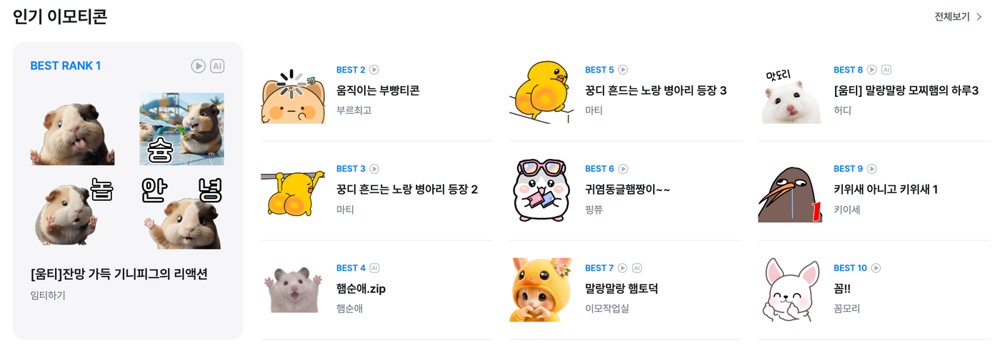 인기 이모티콘
전체보기
BEST RANK 1
AI
슝
놉
안 녕
[움티]잔망 가득 기니피그의 리액션
임티하기
BEST 2
움직이는 부빵티콘
부르최고
BEST 3
꿍디 흔드는 노랑 병아리 등장 2
마티
BEST 4 AI
햄순애.zip
햄순애
BEST 5
꿍디 흔드는 노랑 병아리 등장 3
마티
BEST 6
귀염동글햄짱이~~
핑쮸
BEST 7 AI
말랑말랑 햄토덕
이모작업실
BEST 8 AI
맛도리
[움티] 말랑말랑 모찌햄의 하루3
허디
BEST 9
1
키위새 아니고 키위새 1
키이세
BEST 10
꼼!!
꼼모리